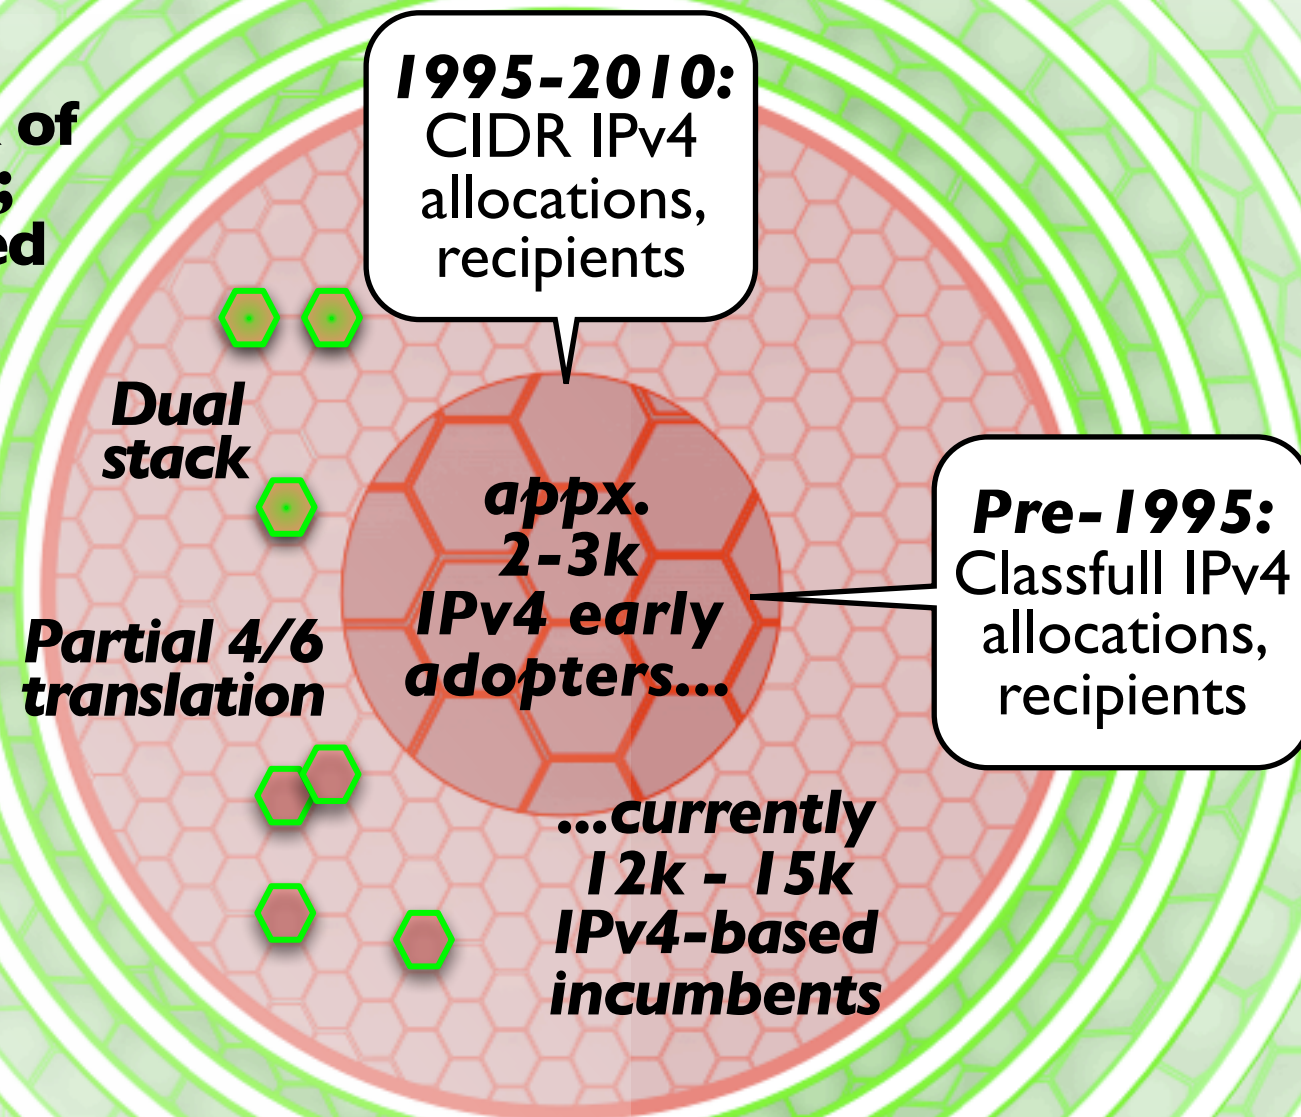 1995-2010:
CIDR IPv4
allocations,
recipients
of
;
Dual
stack
appx.
2-3k
IPv4 early
adopters...
Pre-1995:
Classfull IPv4
allocations,
recipients
Partial 4/6
translation
...currently
12k - 15k
IPv4-based
incumbents